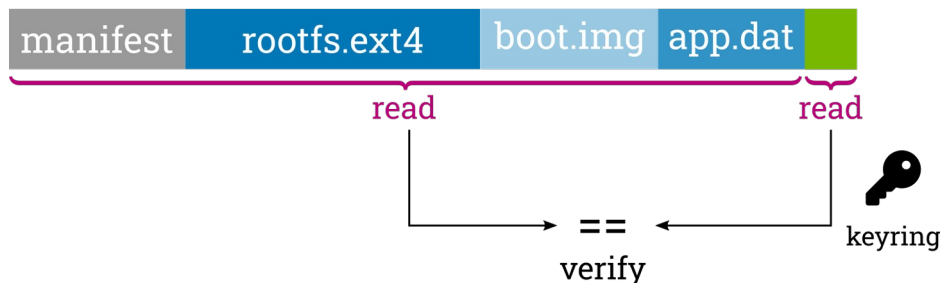 manifest rootfs.ext4 boot.img app.dat
read read
==
keyring
verify